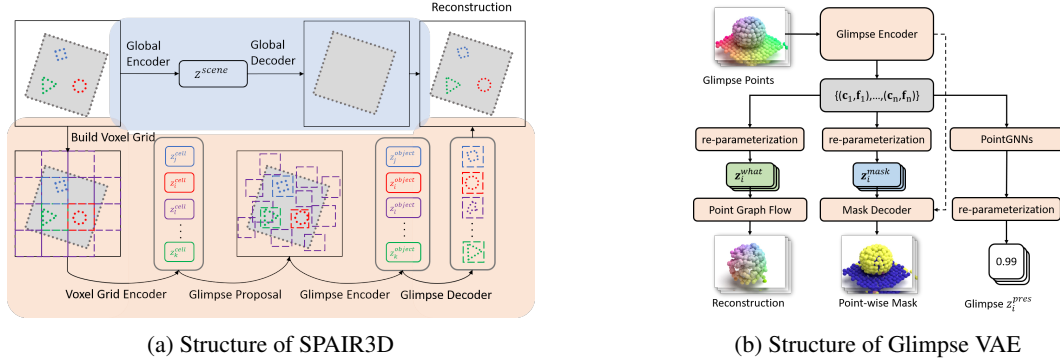 Reconstruction
Global
Encoder
Global
Decoder
z^{scene}
Build Voxel Grid
z_j^{cell}
z_i^{cell}
z_l^{cell}
z_k^{cell}
z_j^{object}
z_i^{object}
z_l^{object}
z_k^{object}
Voxel Grid Encoder
Glimpse Proposal
Glimpse Encoder
Glimpse Decoder
(a) Structure of SPAIR3D
Glimpse Points
Glimpse Encoder
{(c_1,f_1),...,(c_n,f_n)}
re-parameterization
re-parameterization
PointGNNs
z_i^{what}
z_i^{mask}
re-parameterization
Point Graph Flow
Mask Decoder
0.99
Reconstruction
Point-wise Mask
Glimpse z_i^{pres}
(b) Structure of Glimpse VAE